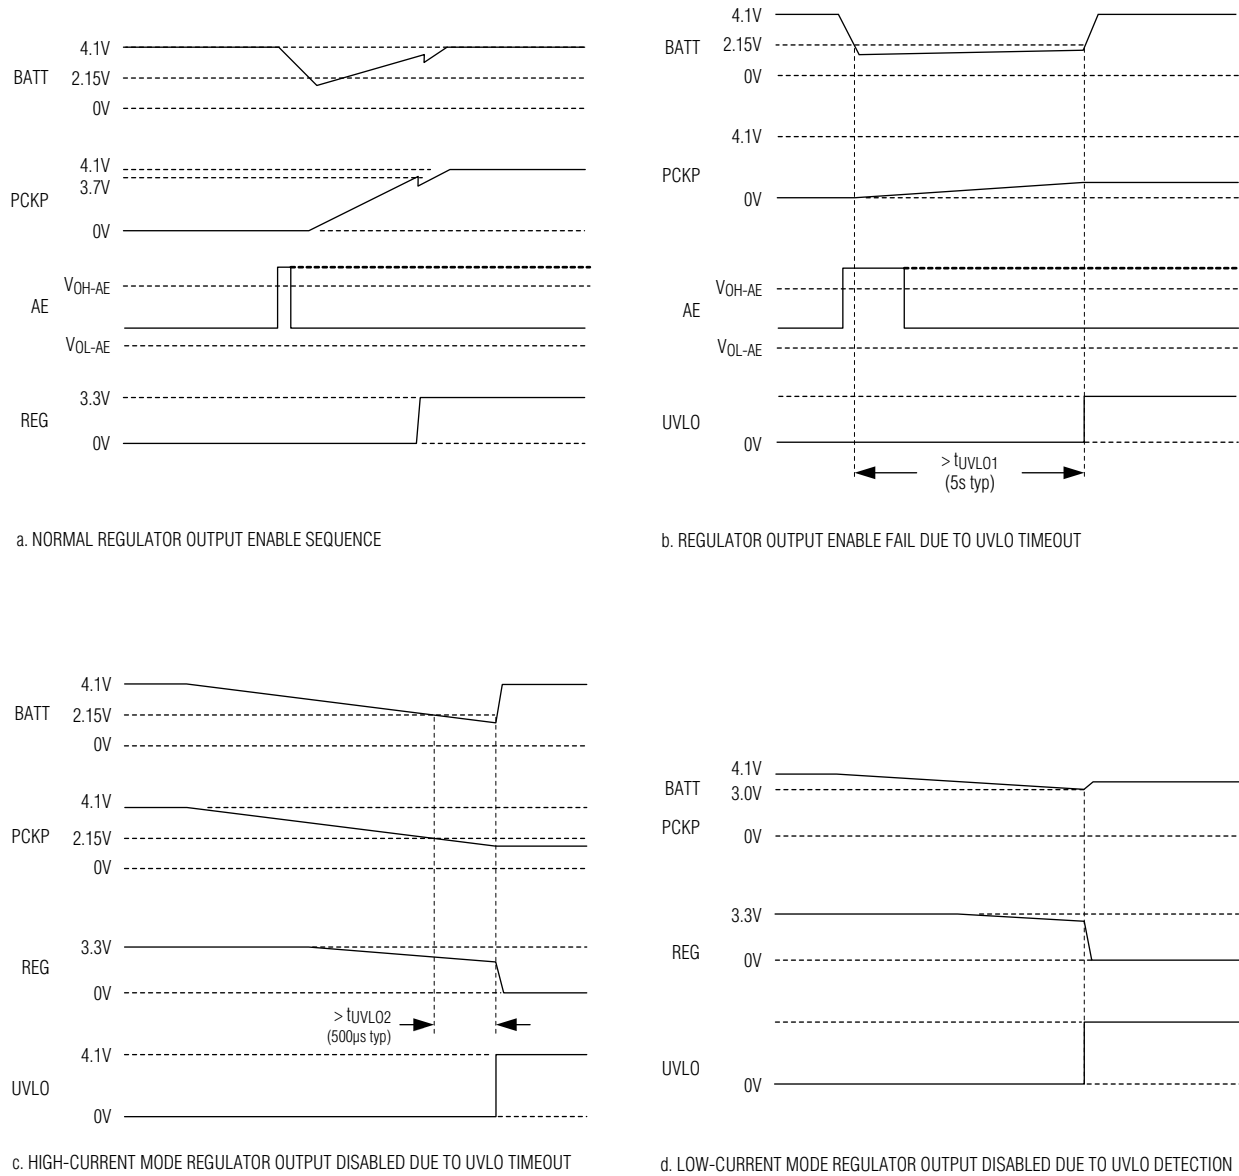 4.1V
BATT
2.15V
0V
4.1V
3.7V
PCKP
0V
VOH-AE
AE
VOL-AE
3.3V
REG
0V
a. NORMAL REGULATOR OUTPUT ENABLE SEQUENCE
4.1V
BATT
2.15V
0V
4.1V
PCKP
0V
VOH-AE
AE
VOL-AE
UVLO
0V
> tUVLO1
(5s typ)
b. REGULATOR OUTPUT ENABLE FAIL DUE TO UVLO TIMEOUT
4.1V
BATT
2.15V
0V
4.1V
PCKP
2.15V
0V
3.3V
REG
0V
> tUVLO2
(500µs typ)
4.1V
UVLO
0V
c. HIGH-CURRENT MODE REGULATOR OUTPUT DISABLED DUE TO UVLO TIMEOUT
4.1V
BATT
3.0V
PCKP
0V
3.3V
REG
0V
UVLO
0V
d. LOW-CURRENT MODE REGULATOR OUTPUT DISABLED DUE TO UVLO DETECTION